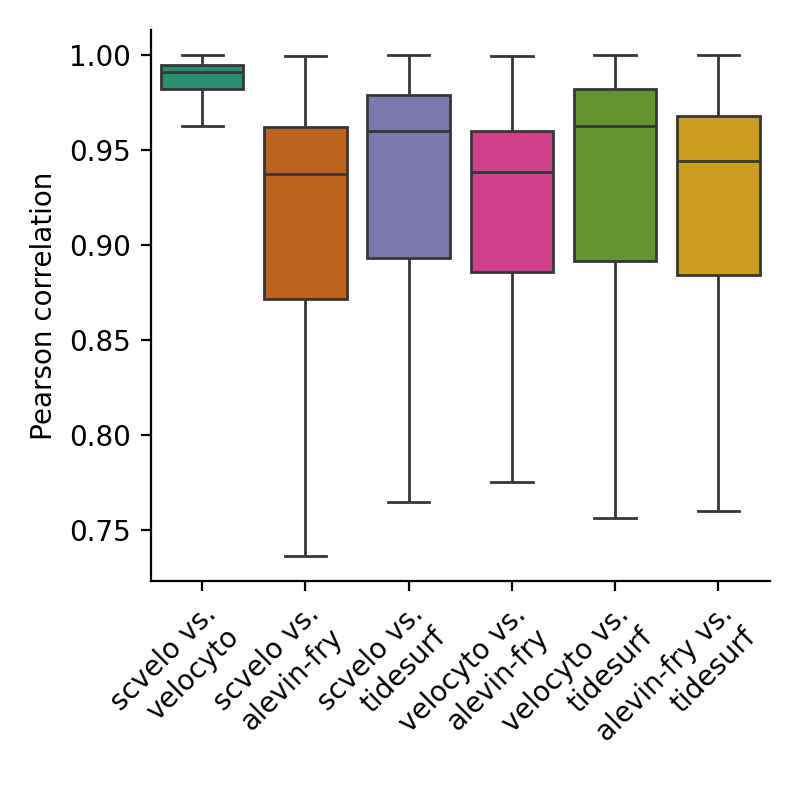 Pearson correlation
1.00
0.95
0.90
0.85
0.80
0.75
scvelo vs.
velocyto
scvelo vs.
alevin-fry
scvelo vs.
tidesurf
velocyto vs.
alevin-fry
velocyto vs.
tidesurf
alevin-fry vs.
tidesurf